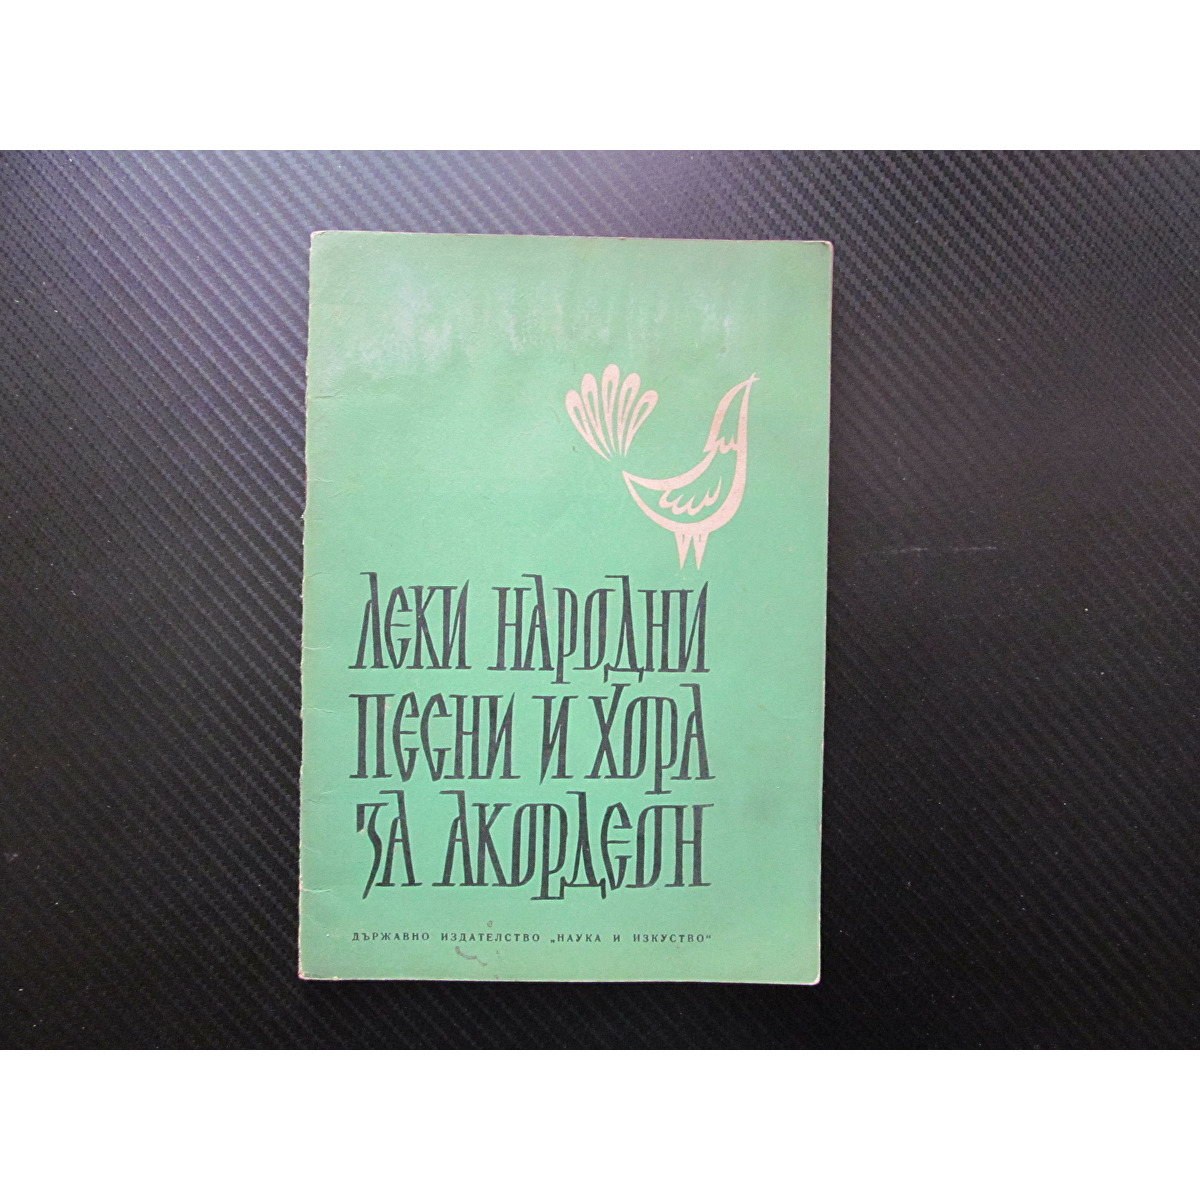 ЛЕКИ НАРОДНИ
ПЕСНИ И ХОРА
ЗА АКОРДЕОН
ДЪРЖАВНО ИЗДАТЕЛСТВО „НАУКА И ИЗКУСТВО“